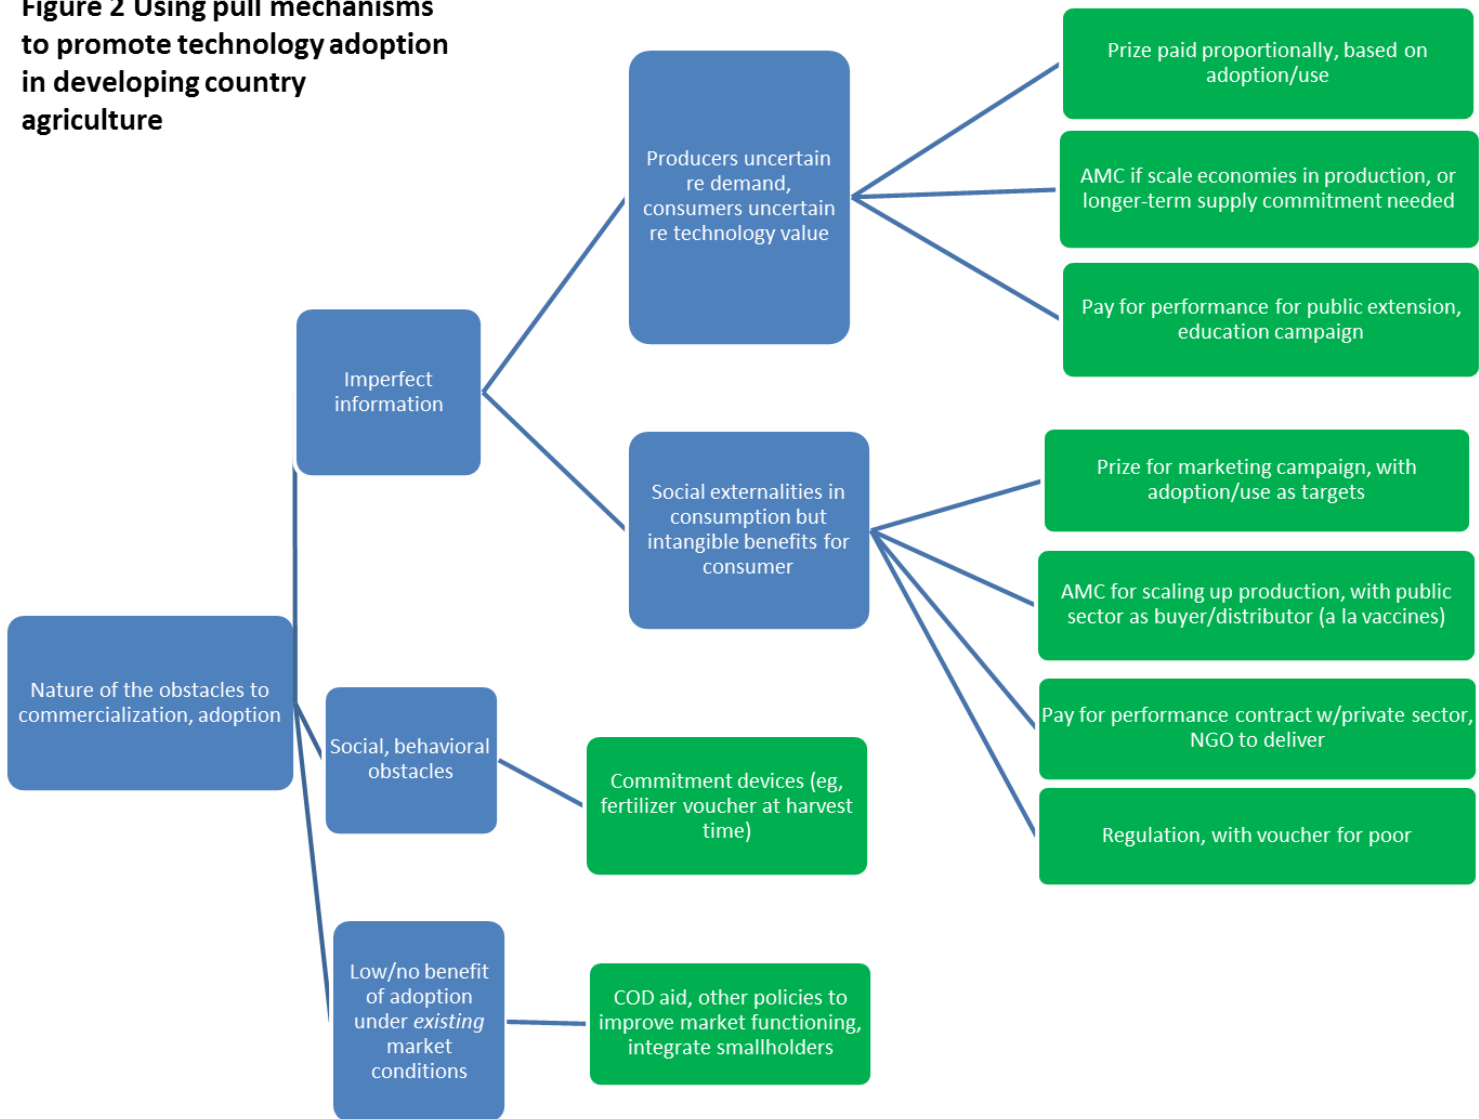 Figure 2 Using pull mechanisms
to promote technology adoption
in developing country
agriculture
Nature of the obstacles to
commercialization, adoption
Imperfect
information
Producers uncertain
re demand,
consumers uncertain
re technology value
Prize paid proportionally, based on
adoption/use
AMC if scale economies in production, or
longer-term supply commitment needed
Pay for performance for public extension,
education campaign
Social externalities in
consumption but
intangible benefits for
consumer
Prize for marketing campaign, with
adoption/use as targets
AMC for scaling up production, with public
sector as buyer/distributor (a la vaccines)
Pay for performance contract w/private sector,
NGO to deliver
Regulation, with voucher for poor
Social, behavioral
obstacles
Commitment devices (eg,
fertilizer voucher at harvest
time)
Low/no benefit
of adoption
under existing
market
conditions
COD aid, other policies to
improve market functioning,
integrate smallholders